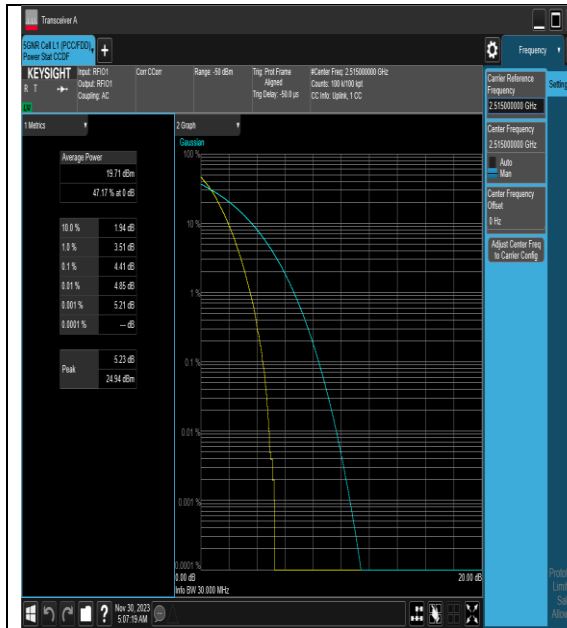 Transceiver A
5GNR Cell L1 (PCC/FDD)
Power Stat CCDF
+
Frequency
KEYSIGHT
R T
Input: RFIO1
Output: RFIO1
Coupling: AC
Corr CCorr
Range: -50 dBm
Trig: Prot Frame
Aligned
Trig Delay: -50.0 µs
#Center Freq: 2.515000000 GHz
Counts: 100 k/100 kpt
CC Info: Uplink, 1 CC
1 Metrics
Average Power
19.71 dBm
47.17 % at 0 dB
10.0 % 1.94 dB
1.0 % 3.51 dB
0.1 % 4.41 dB
0.01 % 4.85 dB
0.001 % 5.21 dB
0.0001 % --- dB
Peak 5.23 dB
24.94 dBm
2 Graph
Gaussian
100 %
10 %
1 %
0.1 %
0.01 %
0.001 %
0.0001 %
0.00 dB 20.00 dB
Info BW 30.000 MHz
Carrier Reference
Frequency
2.515000000 GHz
Center Frequency
2.515000000 GHz
Auto
Man
Center Frequency
Offset
0 Hz
Adjust Center Freq
to Carrier Config
Setting
Proto
Limit
Sa
Allow
? Nov 30, 2023
5:07:19 AM